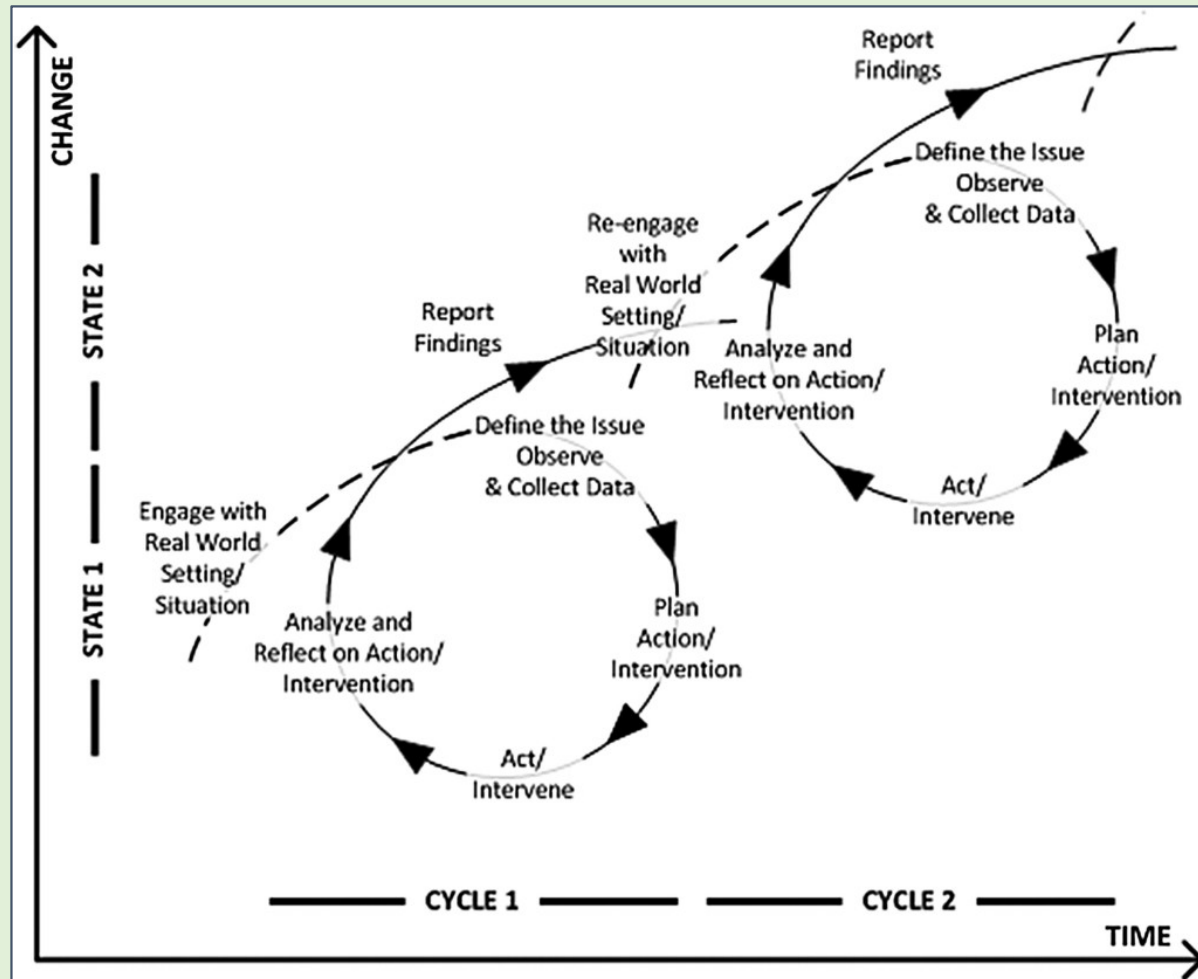 CHANGE
STATE 2
STATE 1
Report
Findings
Define the Issue
Observe
& Collect Data
Plan
Action/
Intervention
Act/
Intervene
Analyze and
Reflect on Action/
Intervention
Re-engage
with
Real World
Setting/
Situation
Report
Findings
Define the Issue
Observe
& Collect Data
Plan
Action/
Intervention
Act/
Intervene
Analyze and
Reflect on Action/
Intervention
Engage with
Real World
Setting/
Situation
CYCLE 1
CYCLE 2
TIME